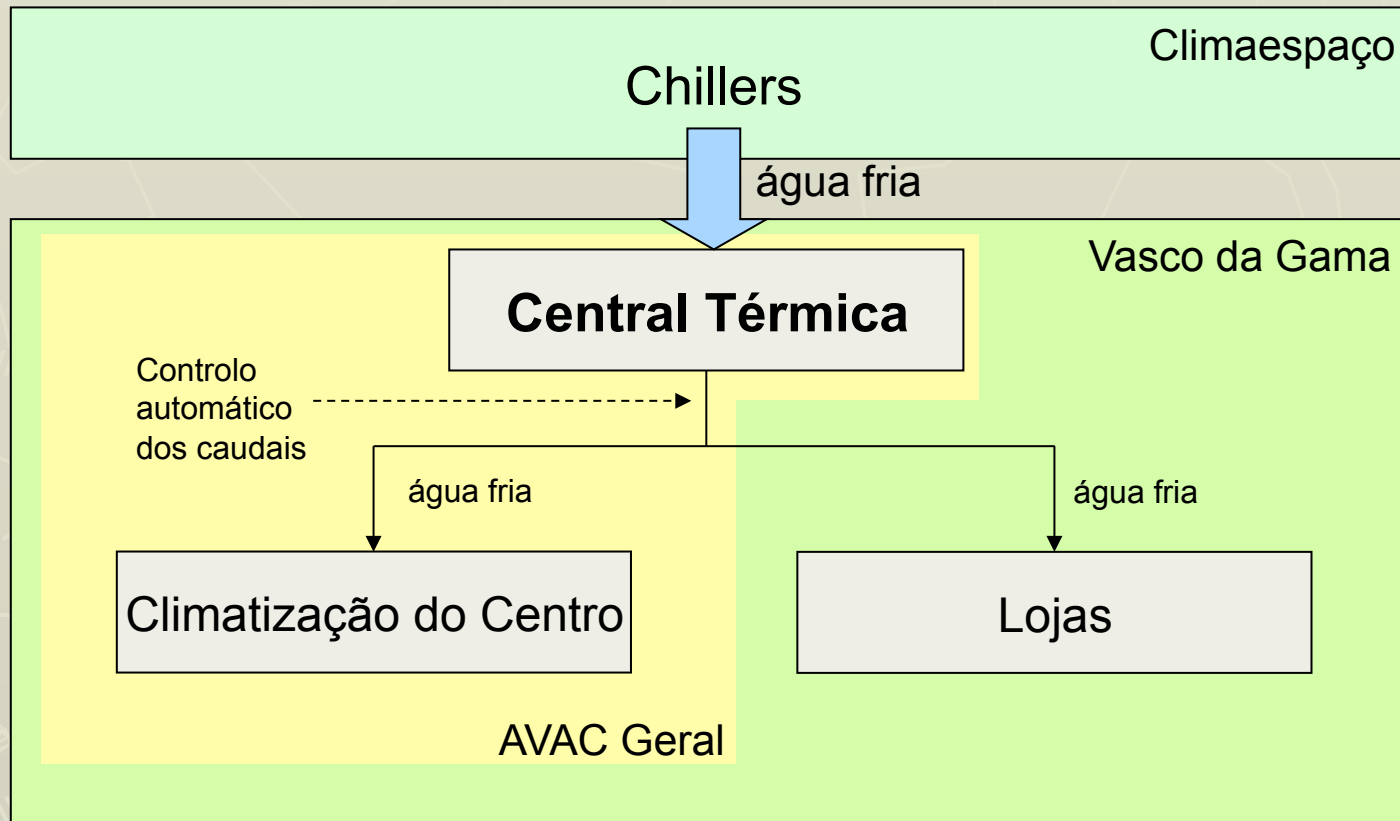 Climaespaço
Chillers
água fria
Vasco da Gama
Central Térmica
Controlo
automático
dos caudais
água fria
água fria
Climatização do Centro
Lojas
AVAC Geral